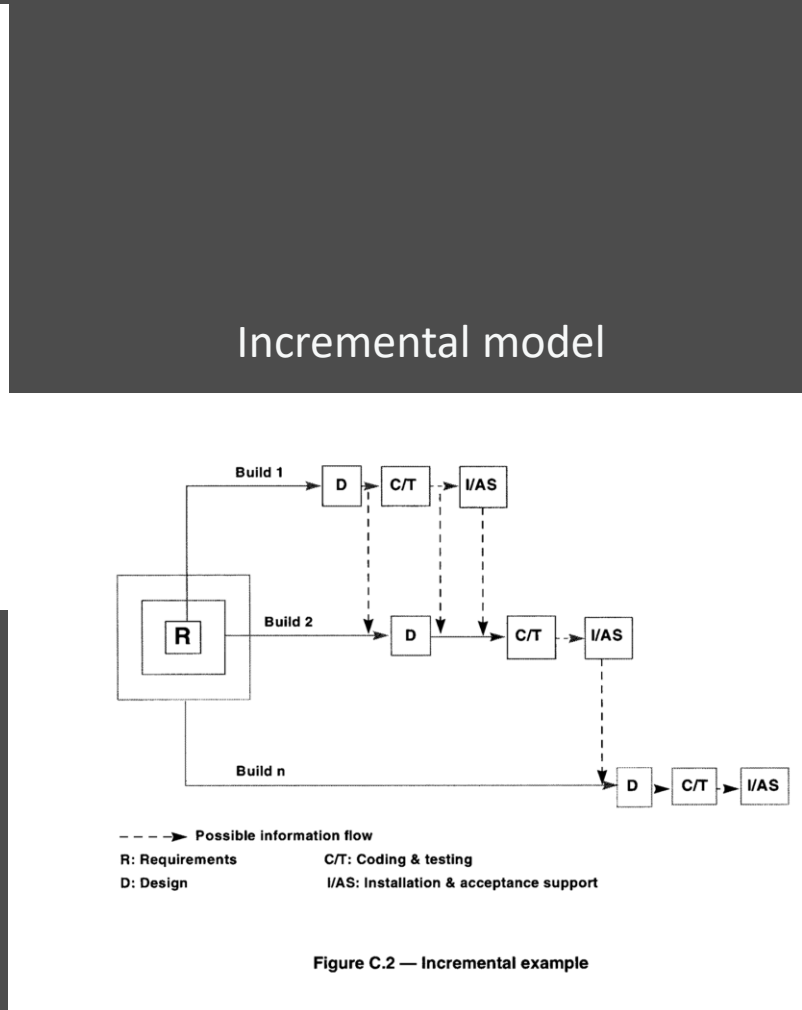 Incremental model
Build 1
D
C/T
I/AS
R
Build 2
D
C/T
I/AS
Build n
D
C/T
I/AS
Possible information flow
R: Requirements C/T: Coding & testing
D: Design I/AS: Installation & acceptance support
Figure C.2 — Incremental example